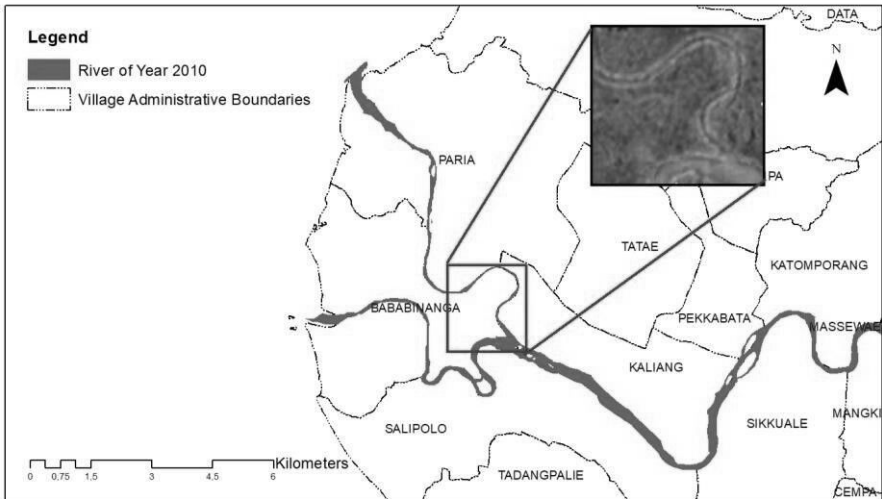 Legend
River of Year 2010
Village Administrative Boundaries
DATA
N
PARIA
PA
TATAE
KATOMPORANG
BABABINANGA
PEKKABATA
MASSEWAE
KALIANG
SALIPOLO
SIKKUALE
MANGKI
TADANGPALIE
CEMPA
Kilometers
0 0.75 1.5 3 4.5 6